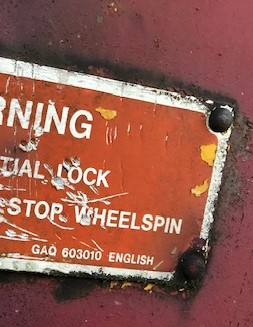 RNING
TIAL LOCK
STOP WHEELSPIN
GAO 603010 ENGLISH